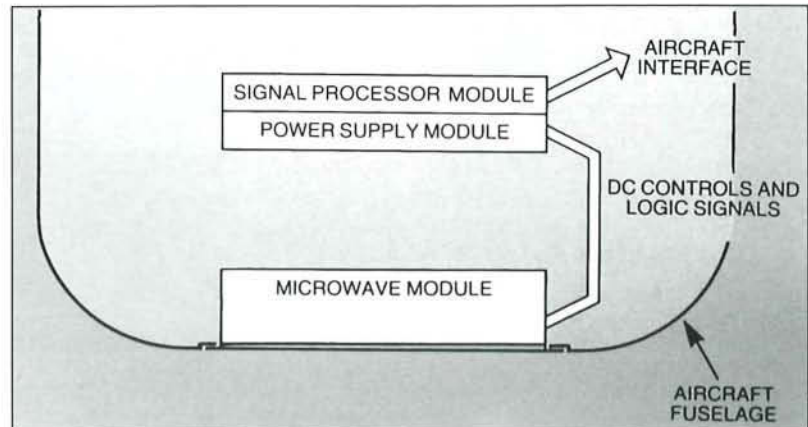 AIRCRAFT
INTERFACE
SIGNAL PROCESSOR MODULE
POWER SUPPLY MODULE
DC CONTROLS AND
LOGIC SIGNALS
MICROWAVE MODULE
AIRCRAFT
FUSELAGE